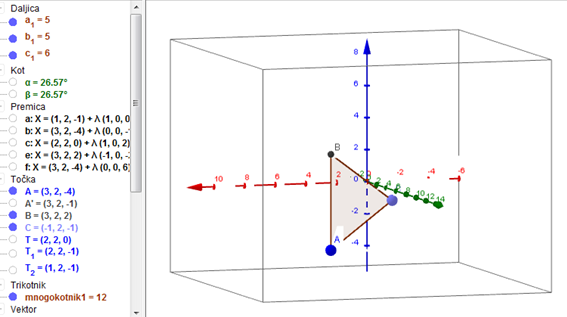 Daljica
a1 = 5
b1 = 5
c1 = 6
Kot
α = 26.57°
β = 26.57°
Premica
a: X = (1, 2, -1) + λ (1, 0, 0
b: X = (3, 2, -4) + λ (0, 0, -
c: X = (2, 2, 0) + λ (1, 0, 2)
e: X = (3, 2, 2) + λ (-1, 0, -
f: X = (3, 2, -4) + λ (0, 0, 6)
Točka
A = (3, 2, -4)
A' = (3, 2, -1)
B = (3, 2, 2)
C = (-1, 2, -1)
T = (2, 2, 0)
T1 = (2, 2, -1)
T2 = (1, 2, -1)
Trikotnik
mnogokotnik1 = 12
Vektor
8
6
4
2
0
-2
-4
10
8
6
4
2
0
-2
-4
-6
2
4
6
8
10
12
14
B
A